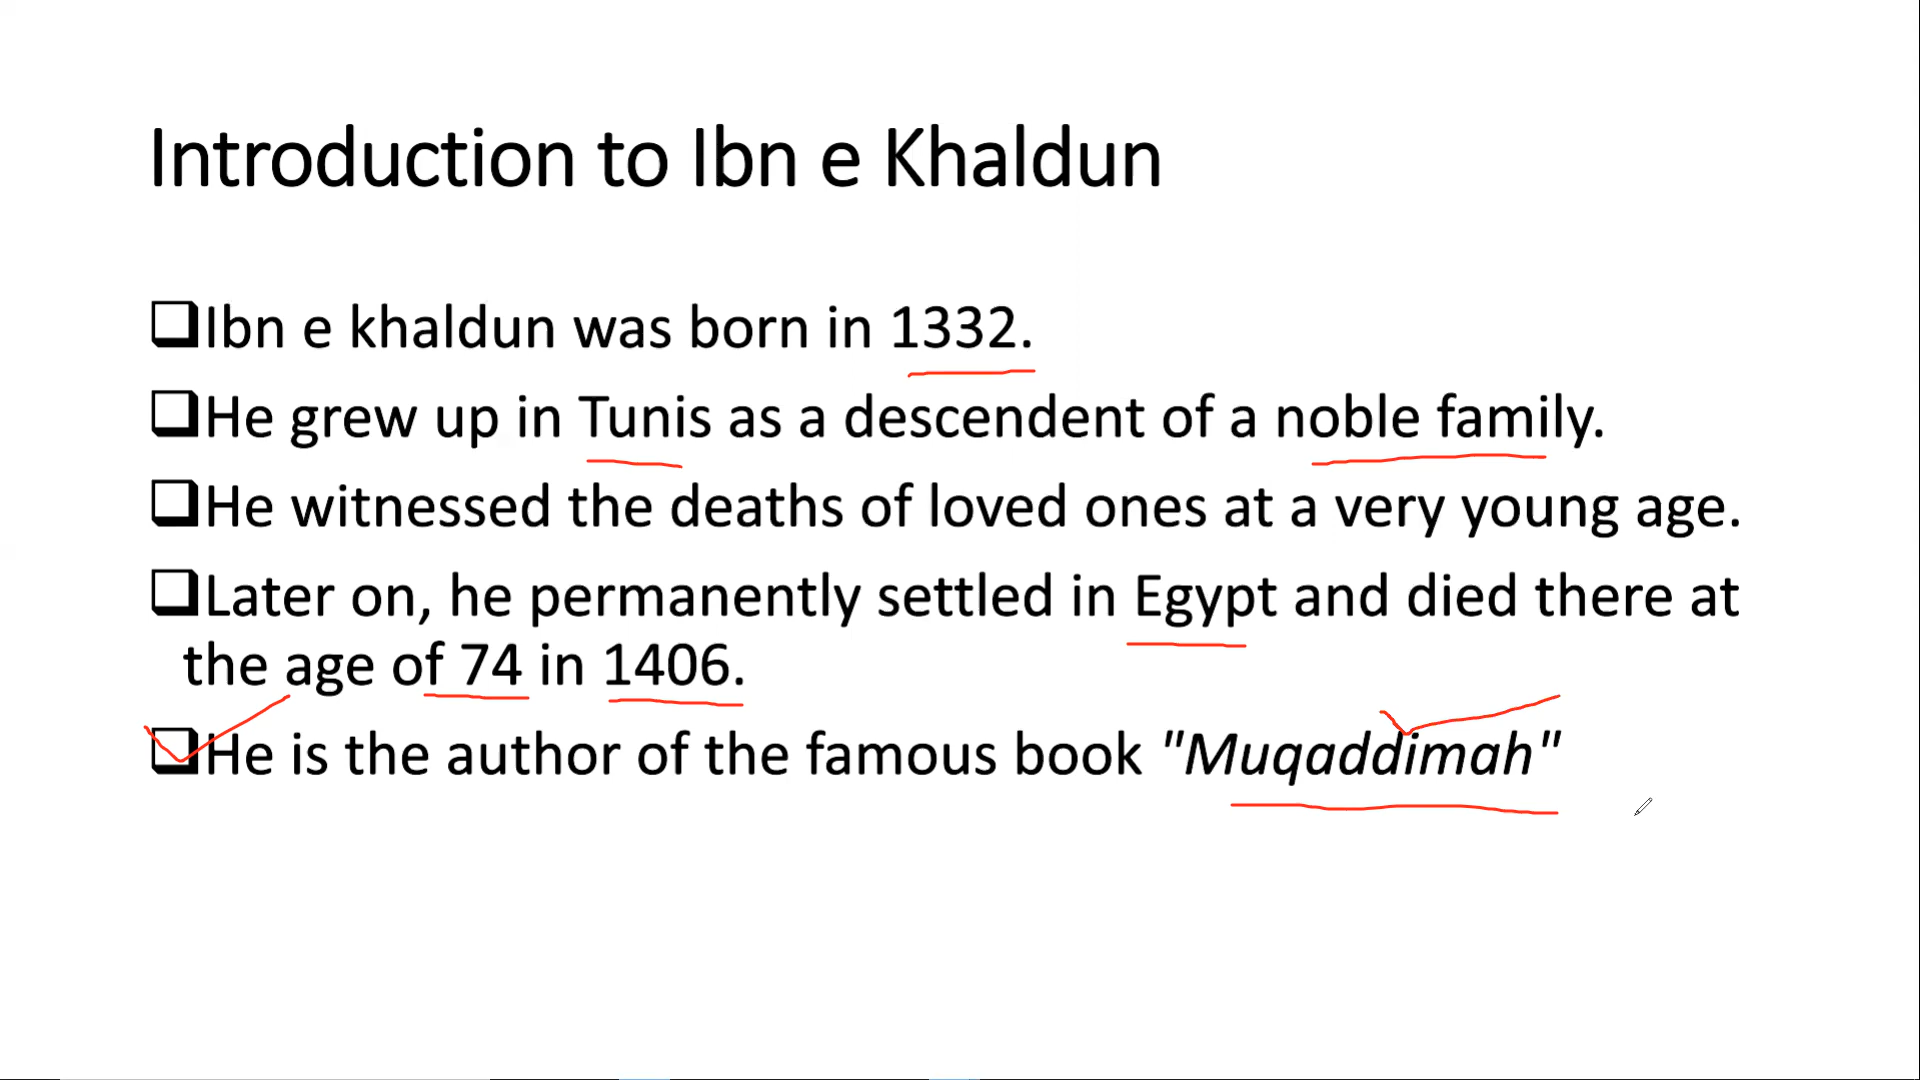 Introduction to Ibn e Khaldun
Ibn e khaldun was born in 1332.
He grew up in Tunis as a descendent of a noble family.
He witnessed the deaths of loved ones at a very young age.
Later on, he permanently settled in Egypt and died there at
the age of 74 in 1406.
He is the author of the famous book "Muqaddimah"